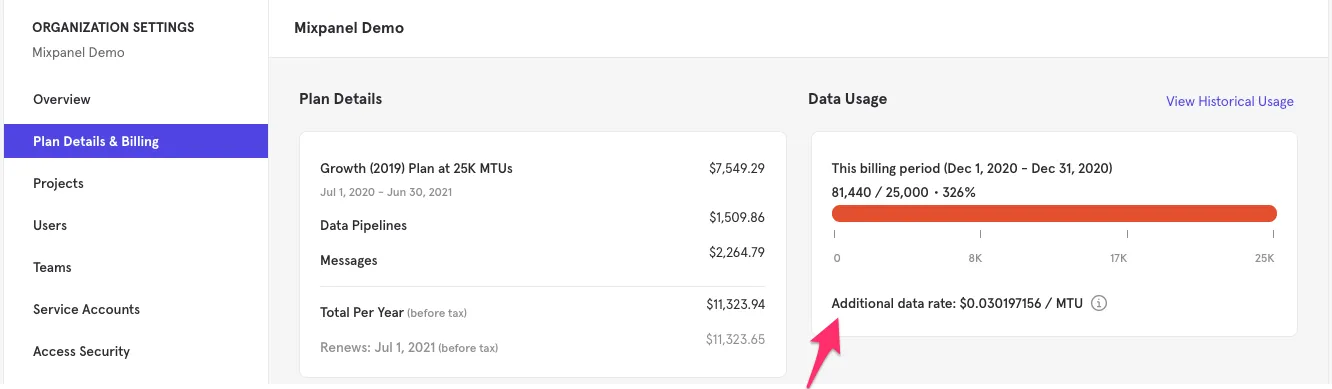 ORGANIZATION SETTINGS
Mixpanel Demo
Overview
Plan Details & Billing
Projects
Users
Teams
Service Accounts
Access Security
Mixpanel Demo
Plan Details
Growth (2019) Plan at 25K MTUs $7,549.29
Jul 1, 2020 – Jun 30, 2021
Data Pipelines $1,509.86
Messages $2,264.79
Total Per Year (before tax) $11,323.94
Renews: Jul 1, 2021 (before tax) $11,323.65
Data Usage
View Historical Usage
This billing period (Dec 1, 2020 – Dec 31, 2020)
81,440 / 25,000 • 326%
0 8K 17K 25K
Additional data rate: $0.030197156 / MTU